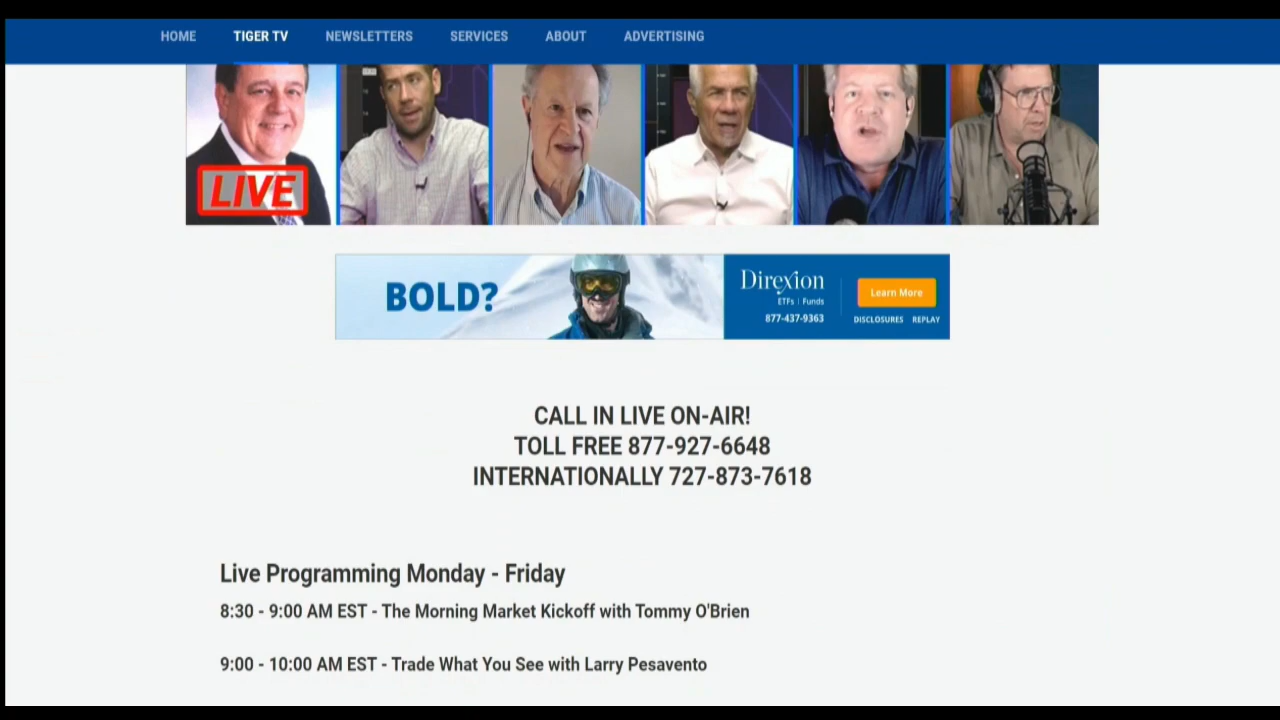 HOME TIGER TV NEWSLETTERS SERVICES ABOUT ADVERTISING
LIVE
BOLD?
Direxion
ETFs | Funds
877-437-9363
Learn More
DISCLOSURES REPLAY
CALL IN LIVE ON-AIR!
TOLL FREE 877-927-6648
INTERNATIONALLY 727-873-7618
Live Programming Monday - Friday
8:30 - 9:00 AM EST - The Morning Market Kickoff with Tommy O'Brien
9:00 - 10:00 AM EST - Trade What You See with Larry Pesavento